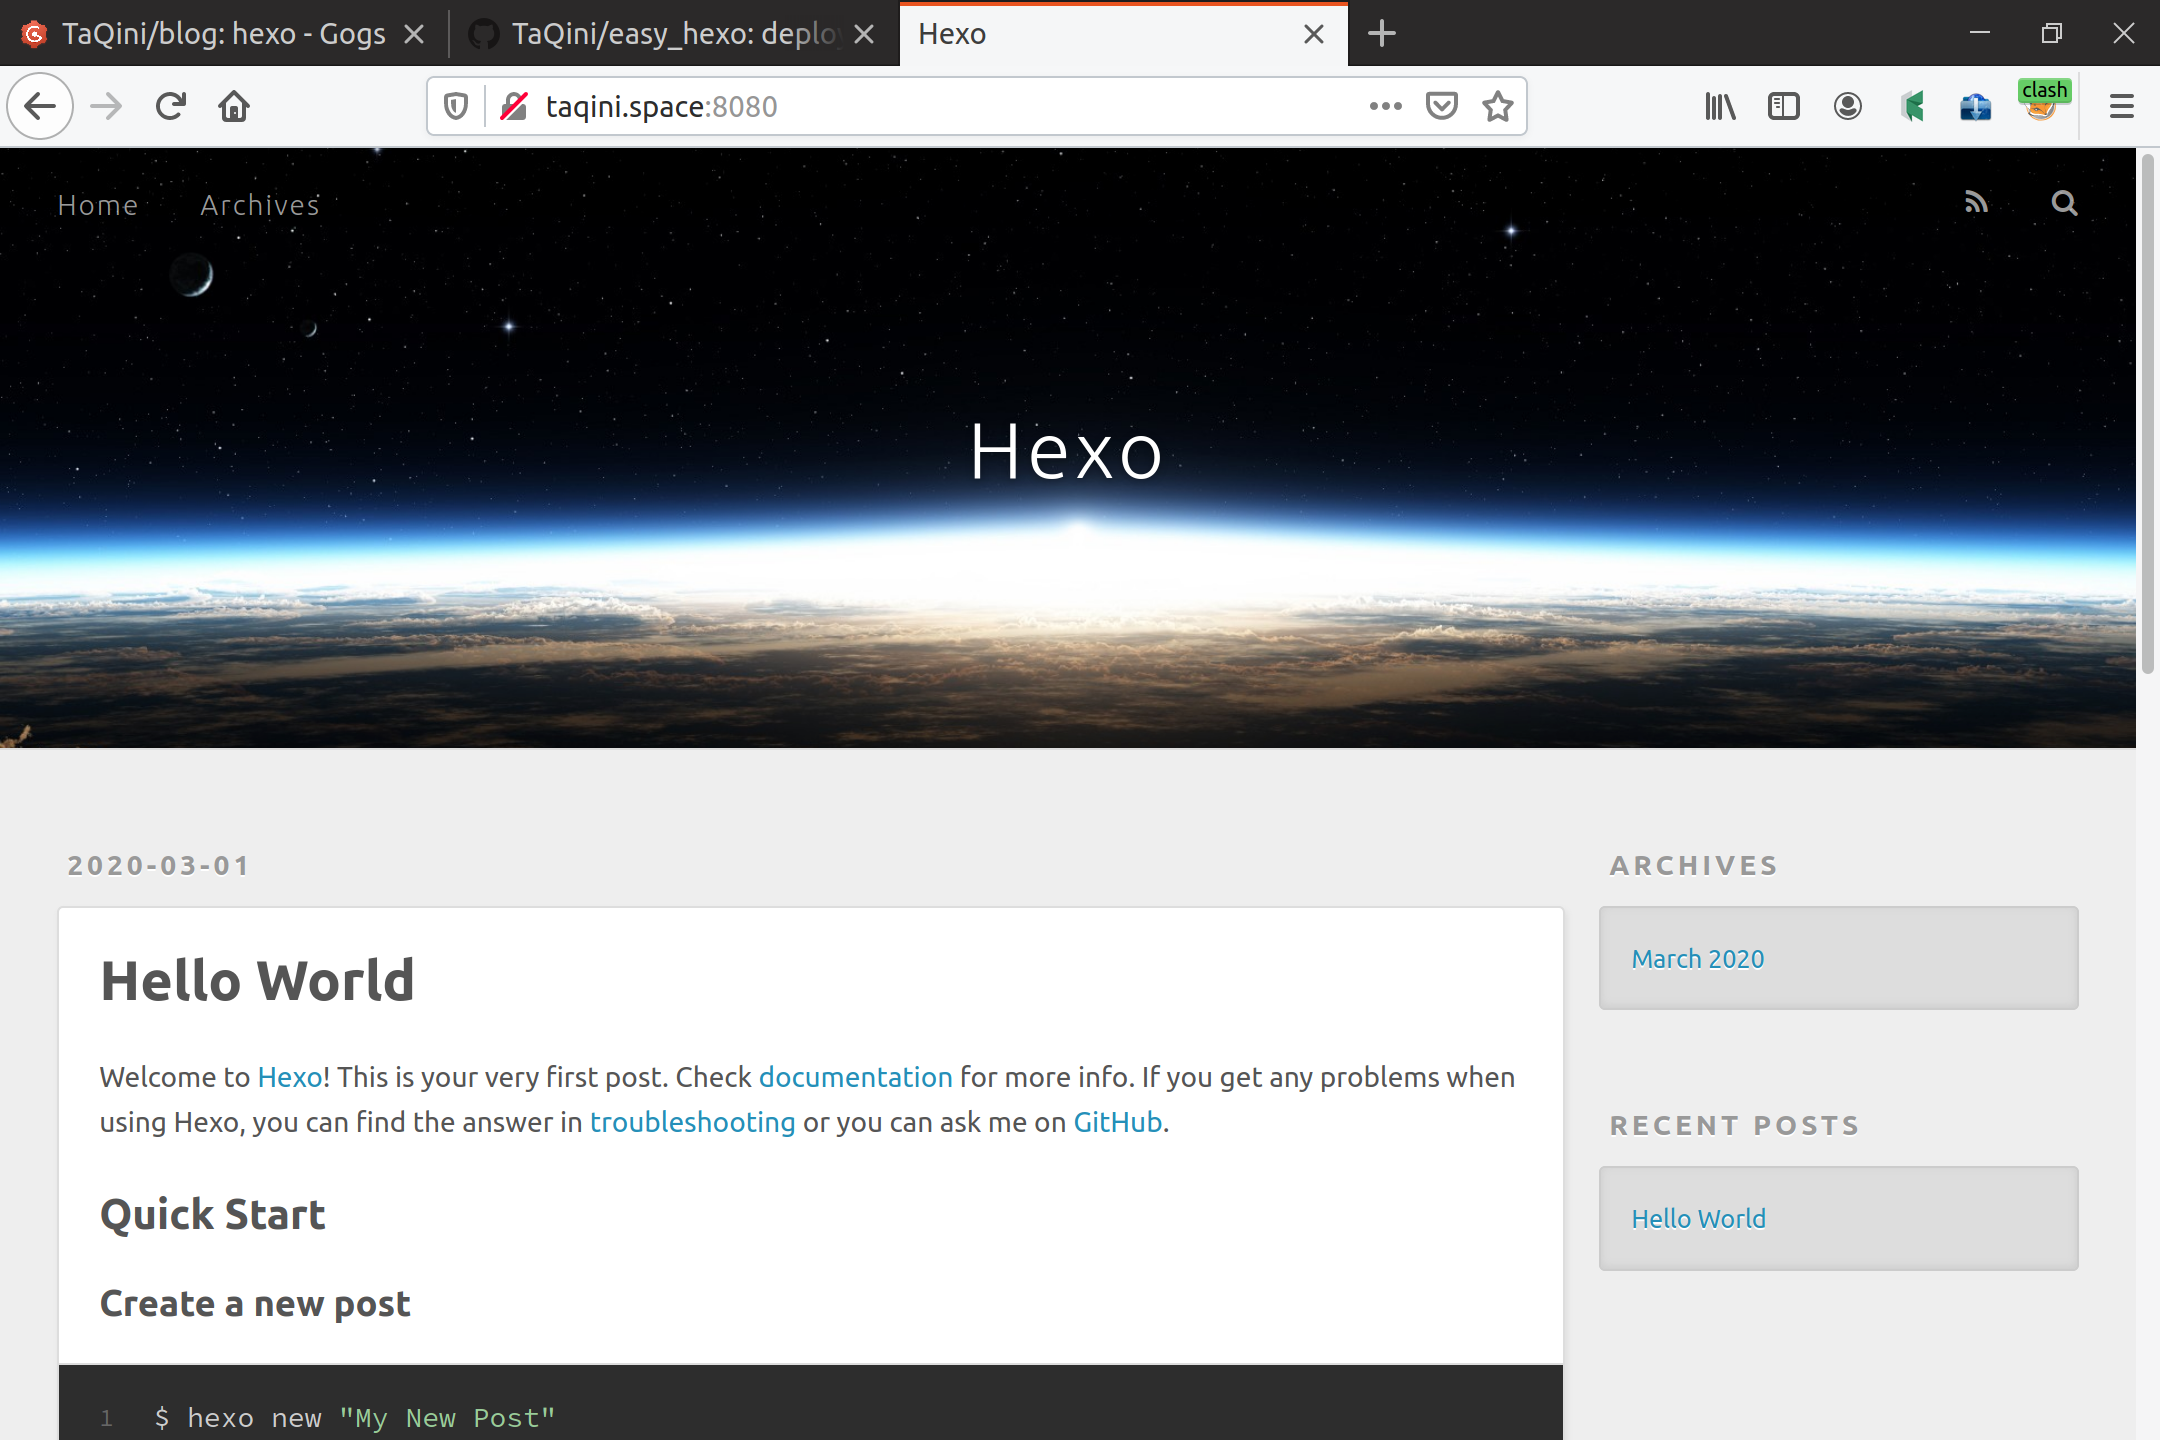 TaQini/blog: hexo - Gogs
TaQini/easy_hexo: deploy
Hexo
taqini.space:8080
clash
Home
Archives
Hexo
2020-03-01
Hello World
Welcome to Hexo! This is your very first post. Check documentation for more info. If you get any problems when
using Hexo, you can find the answer in troubleshooting or you can ask me on GitHub.
Quick Start
Create a new post
1 $ hexo new "My New Post"
ARCHIVES
March 2020
RECENT POSTS
Hello World